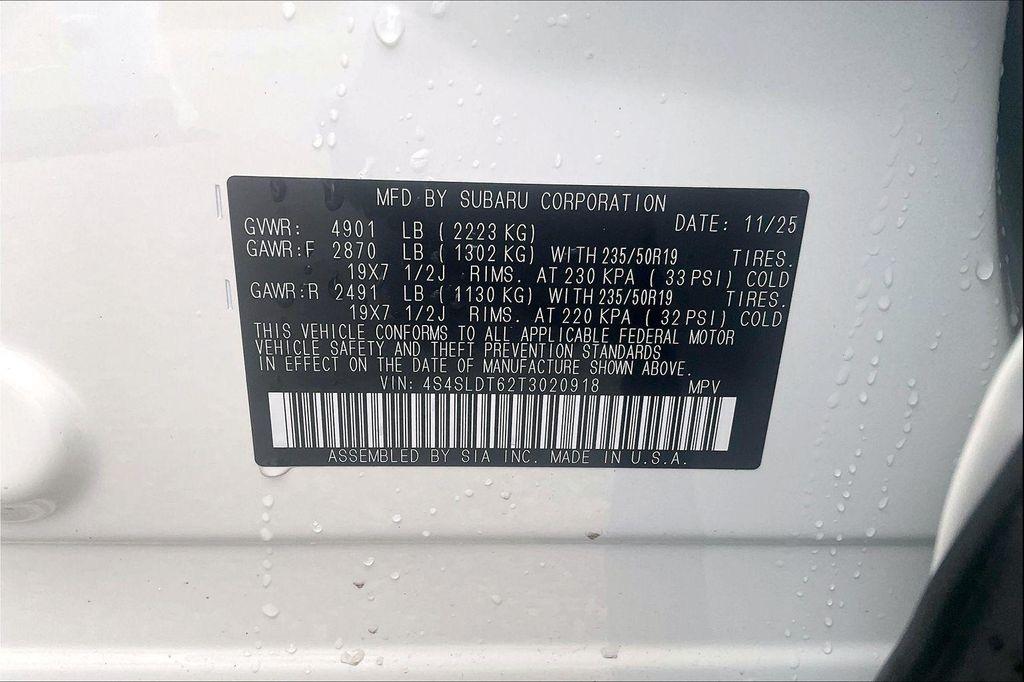 MFD BY SUBARU CORPORATION
DATE: 11/25
GVWR: 4901 LB (2223 KG)
GAWR:F 2870 LB (1302 KG) WITH 235/50R19 TIRES.
19X7 1/2J RIMS. AT 230 KPA (33 PSI) COLD
GAWR:R 2491 LB (1130 KG) WITH 235/50R19 TIRES.
19X7 1/2J RIMS. AT 220 KPA (32 PSI) COLD
THIS VEHICLE CONFORMS TO ALL APPLICABLE FEDERAL MOTOR
VEHICLE SAFETY AND THEFT PREVENTION STANDARDS
IN EFFECT ON THE DATE OF MANUFACTURE SHOWN ABOVE.
VIN: 4S4SLDT62T3020918 MPV
ASSEMBLED BY SIA INC. MADE IN U.S.A.